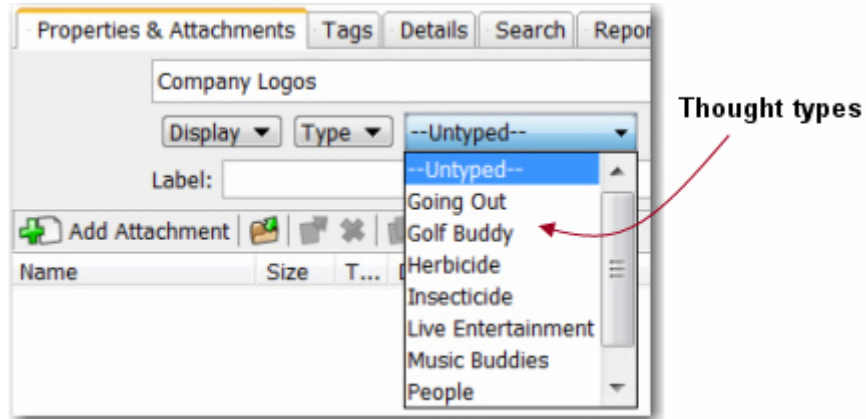 Properties & Attachments Tags Details Search Repor
Company Logos
Thought types
Display Type --Untyped--
--Untyped--
Label:
Going Out
Add Attachment Golf Buddy
Name Size T... Herbicide
Insecticide
Live Entertainment
Music Buddies
People